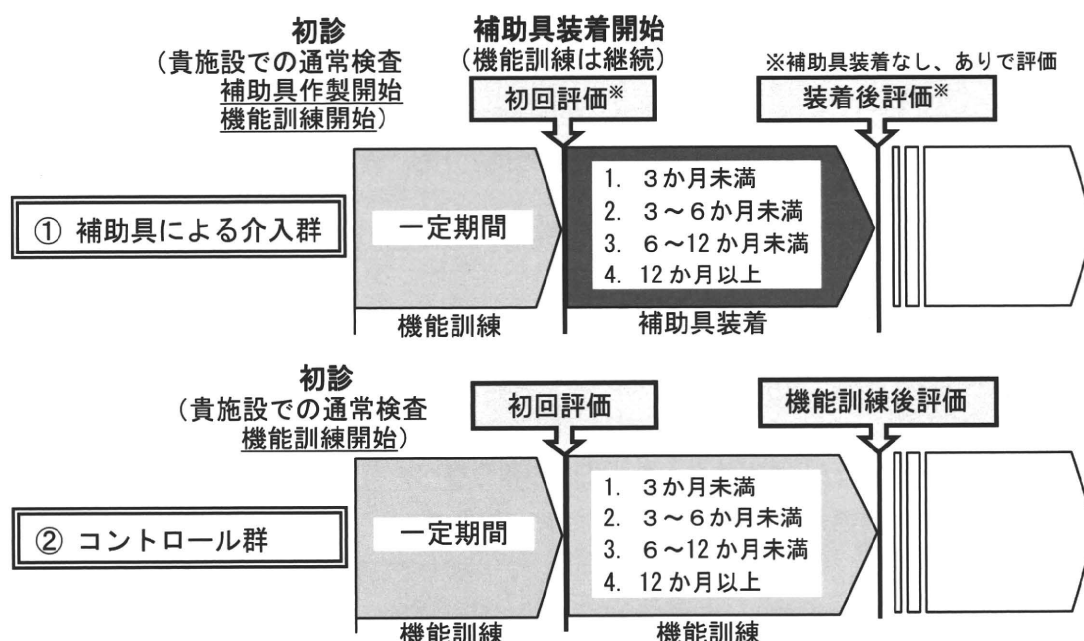 初診
(貴施設での通常検査
補助具作製開始
機能訓練開始)
補助具装着開始
(機能訓練は継続)
※補助具装着なし、ありで評価
初回評価※
装着後評価※
① 補助具による介入群
一定期間
1. 3か月未満
2. 3~6か月未満
3. 6~12か月未満
4. 12か月以上
機能訓練
補助具装着
初診
(貴施設での通常検査
機能訓練開始)
初回評価
機能訓練後評価
② コントロール群
一定期間
1. 3か月未満
2. 3~6か月未満
3. 6~12か月未満
4. 12か月以上
機能訓練
機能訓練